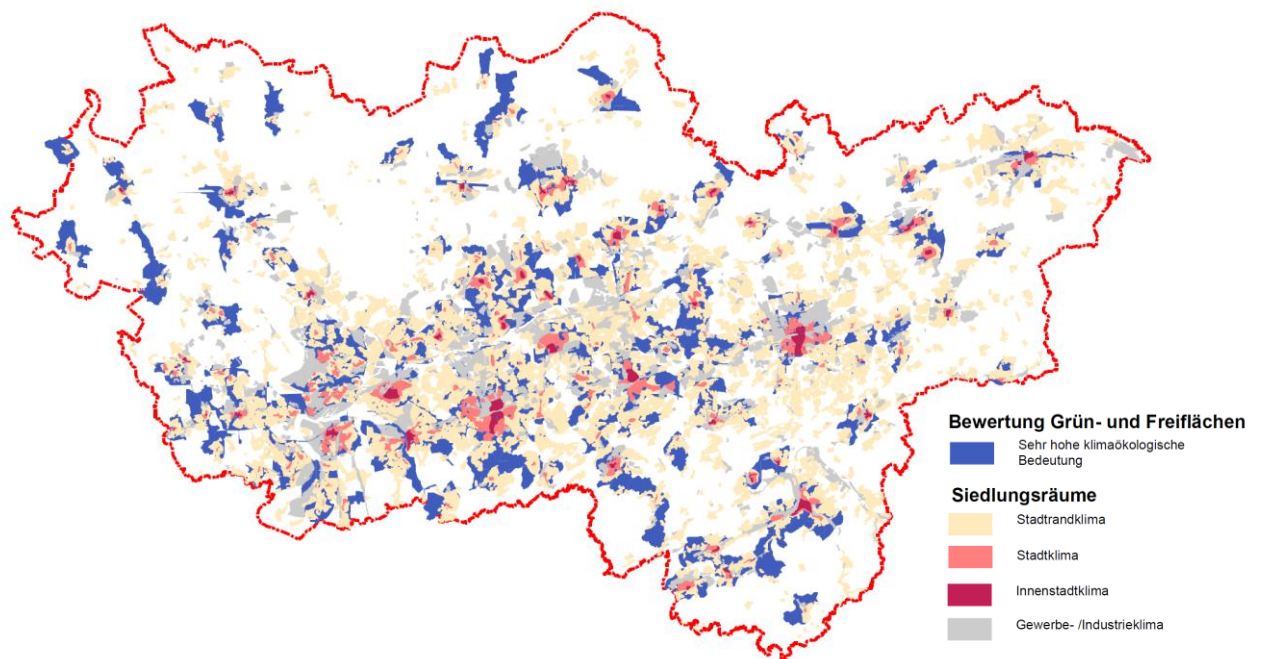 Bewertung Grün- und Freiflächen
Sehr hohe klimaökologische
Bedeutung
Siedlungsräume
Stadtrandklima
Stadtklima
Innenstadtklima
Gewerbe- /Industrieklima